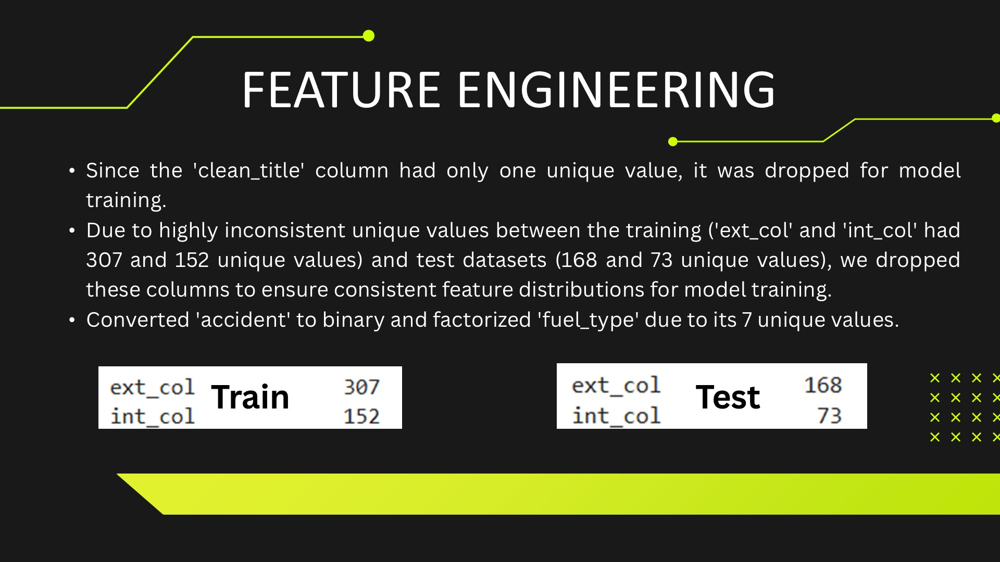 FEATURE ENGINEERING
• Since the 'clean_title' column had only one unique value, it was dropped for model
training.
• Due to highly inconsistent unique values between the training ('ext_col' and 'int_col' had
307 and 152 unique values) and test datasets (168 and 73 unique values), we dropped
these columns to ensure consistent feature distributions for model training.
• Converted 'accident' to binary and factorized 'fuel_type' due to its 7 unique values.
Train
ext_col 307
int_col 152
Test
ext_col 168
int_col 73